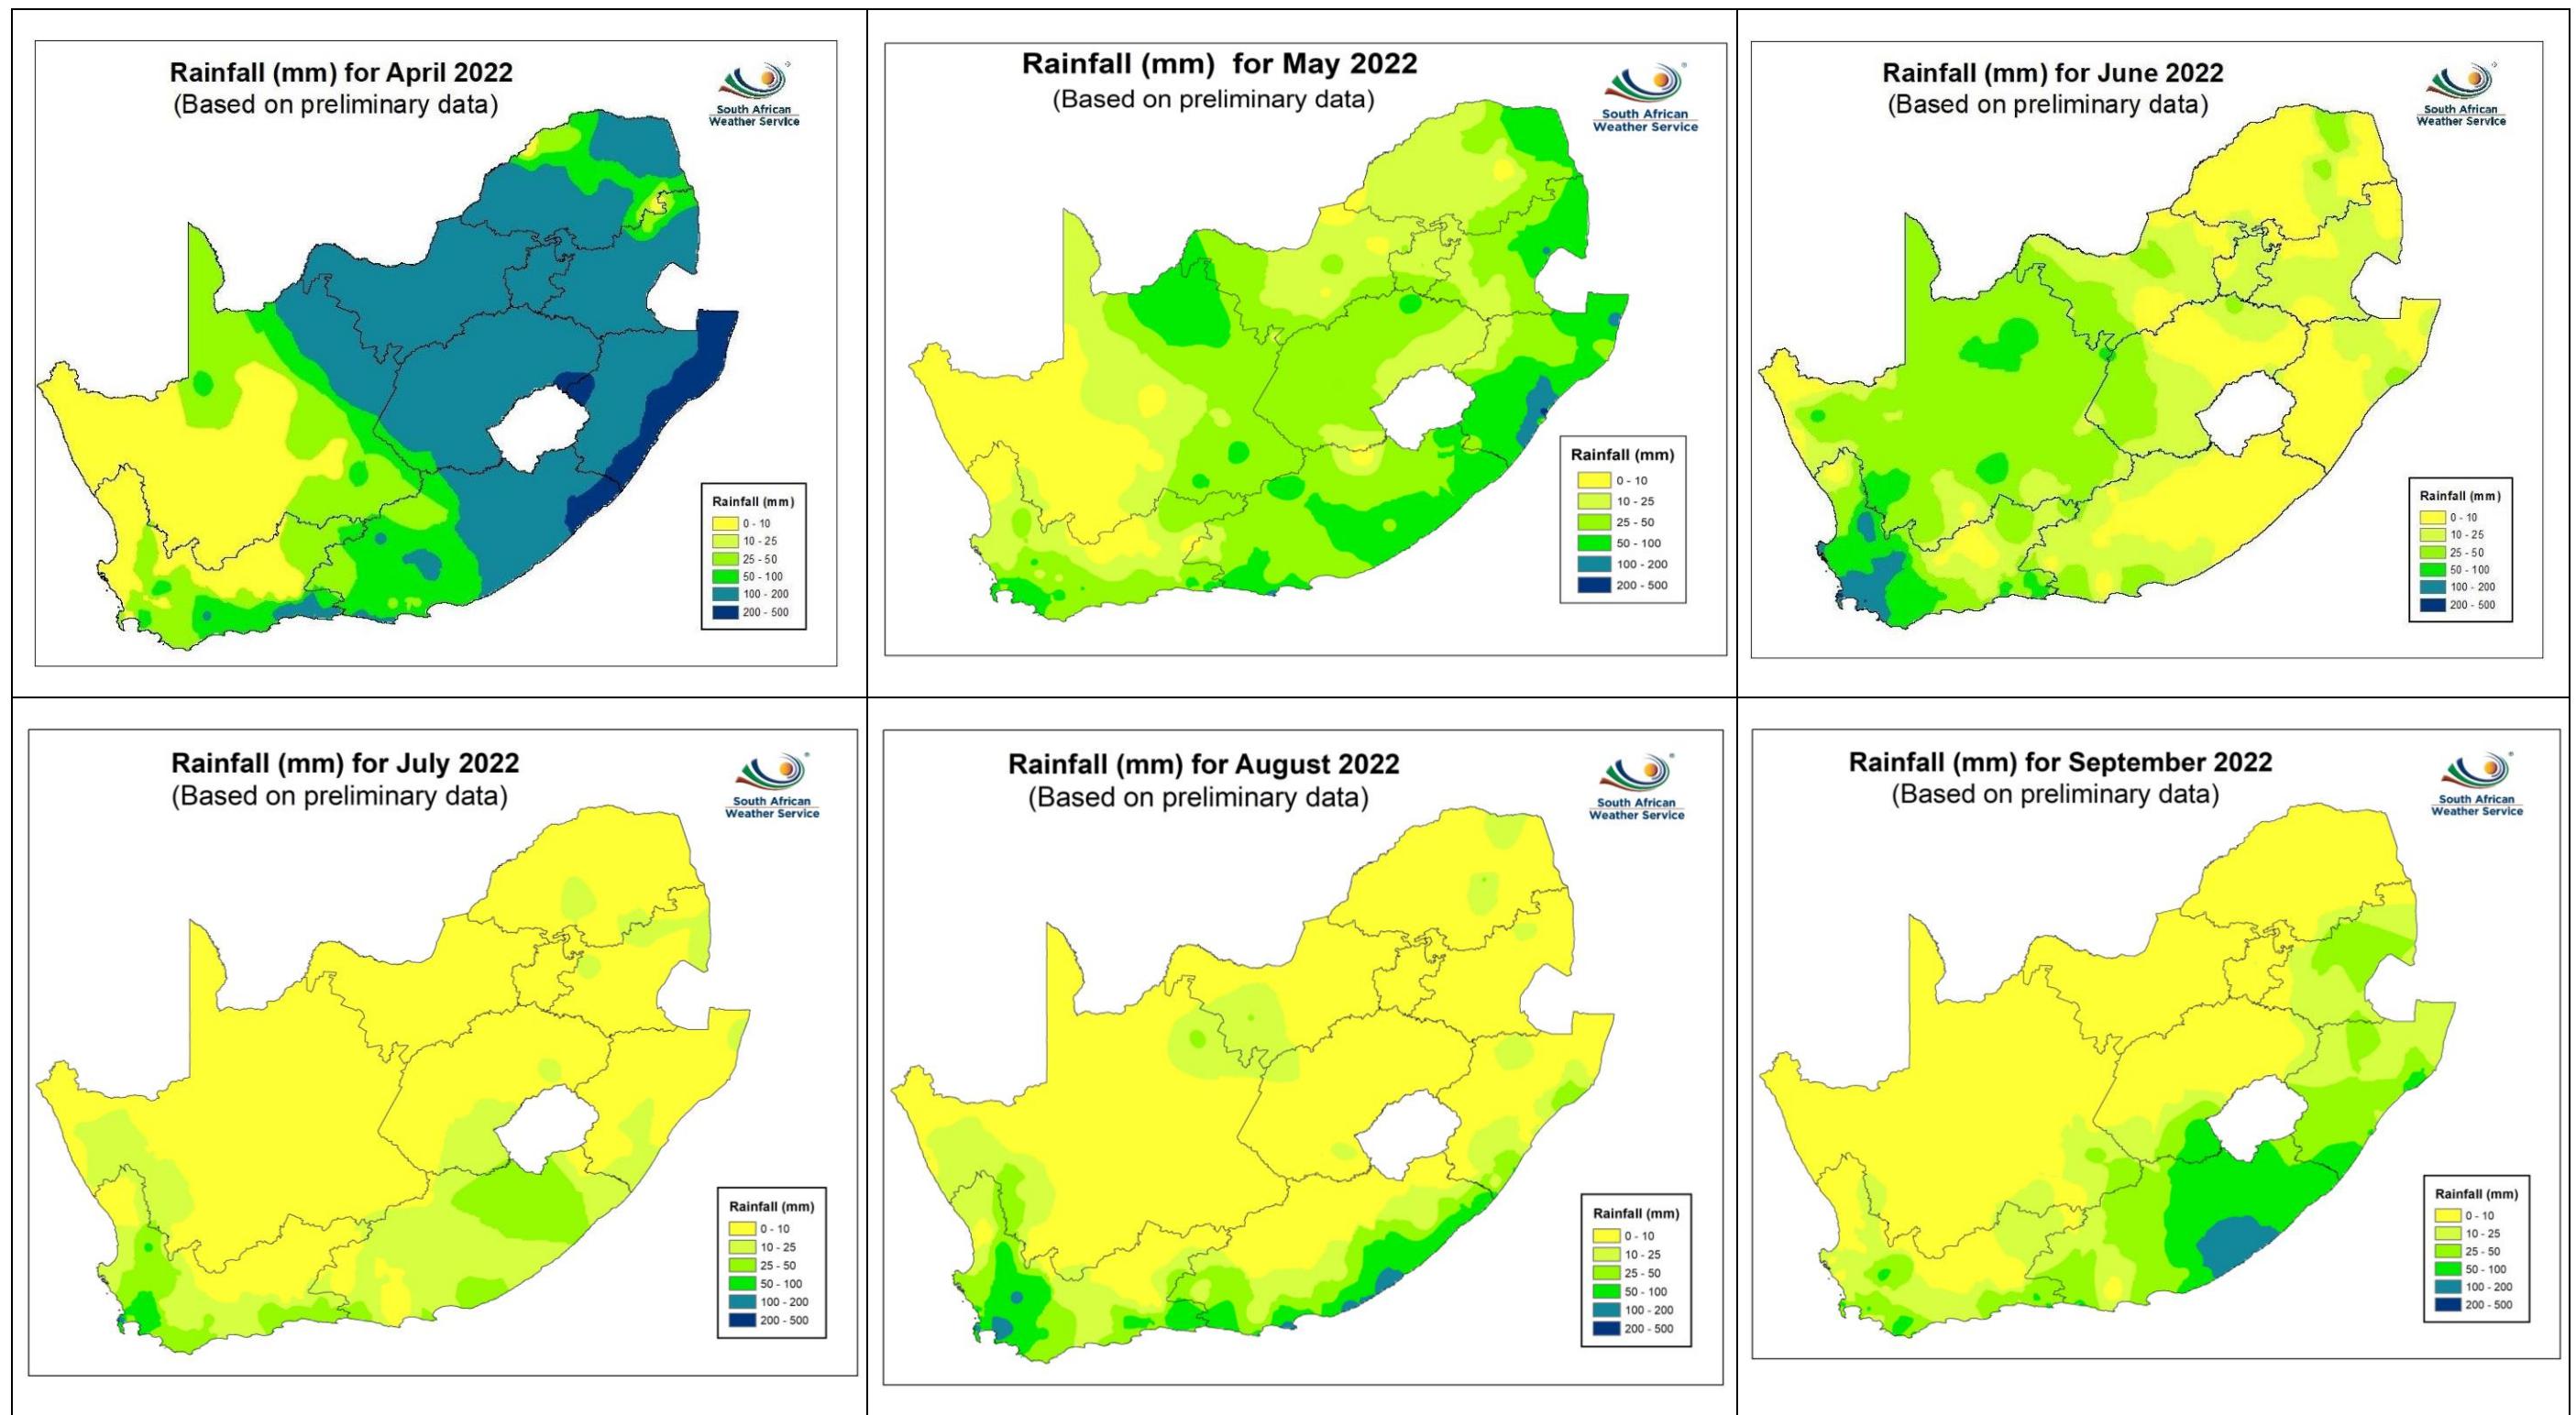 Rainfall (mm) for April 2022
(Based on preliminary data)
South African
Weather Service
Rainfall (mm)
0 - 10
10 - 25
25 - 50
50 - 100
100 - 200
200 - 500
Rainfall (mm) for May 2022
(Based on preliminary data)
South African
Weather Service
Rainfall (mm)
0 - 10
10 - 25
25 - 50
50 - 100
100 - 200
200 - 500
Rainfall (mm) for June 2022
(Based on preliminary data)
South African
Weather Service
Rainfall (mm)
0 - 10
10 - 25
25 - 50
50 - 100
100 - 200
200 - 500
Rainfall (mm) for July 2022
(Based on preliminary data)
South African
Weather Service
Rainfall (mm)
0 - 10
10 - 25
25 - 50
50 - 100
100 - 200
200 - 500
Rainfall (mm) for August 2022
(Based on preliminary data)
South African
Weather Service
Rainfall (mm)
0 - 10
10 - 25
25 - 50
50 - 100
100 - 200
200 - 500
Rainfall (mm) for September 2022
(Based on preliminary data)
South African
Weather Service
Rainfall (mm)
0 - 10
10 - 25
25 - 50
50 - 100
100 - 200
200 - 500